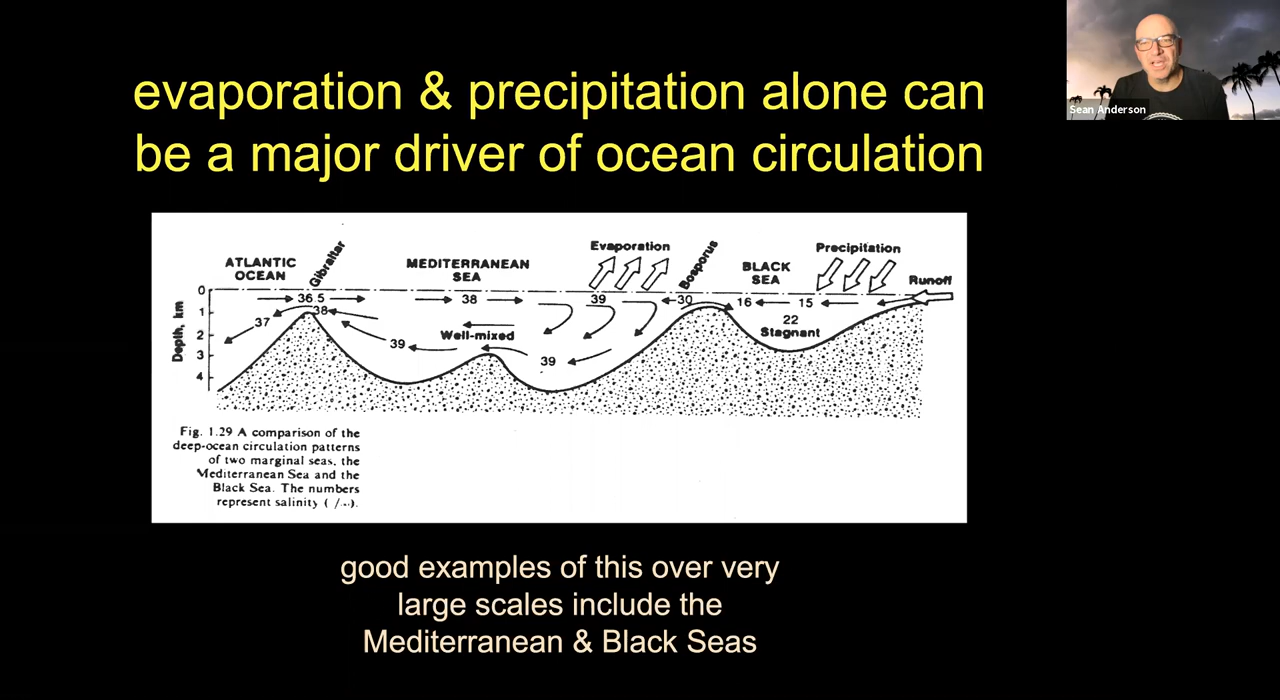 evaporation & precipitation alone can
be a major driver of ocean circulation
Sean Anderson
ATLANTIC
OCEAN
Gibraltar
MEDITERRANEAN
SEA
Evaporation
Bosporus
BLACK
SEA
Precipitation
Runoff
Depth, km
0
1
2
3
4
36 5
38
39
30
16
15
38
37
22
Stagnant
Well-mixed
39
39
Fig. 1.29 A comparison of the
deep-ocean circulation patterns
of two marginal seas, the
Mediterranean Sea and the
Black Sea. The numbers
represent salinity
good examples of this over very
large scales include the
Mediterranean & Black Seas